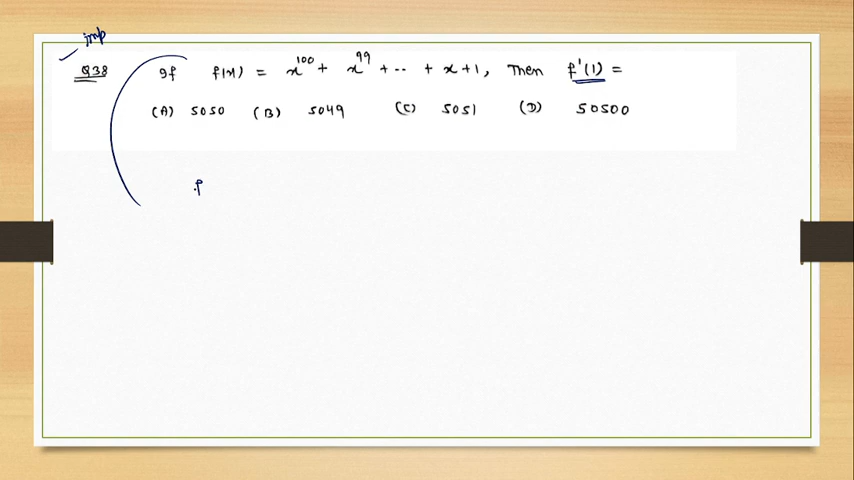 imp
Q38 If f(x) = x^100 + x^99 + .. + x + 1, Then f'(1) =
(A) 5050 (B) 5049 (C) 5051 (D) 50500
f